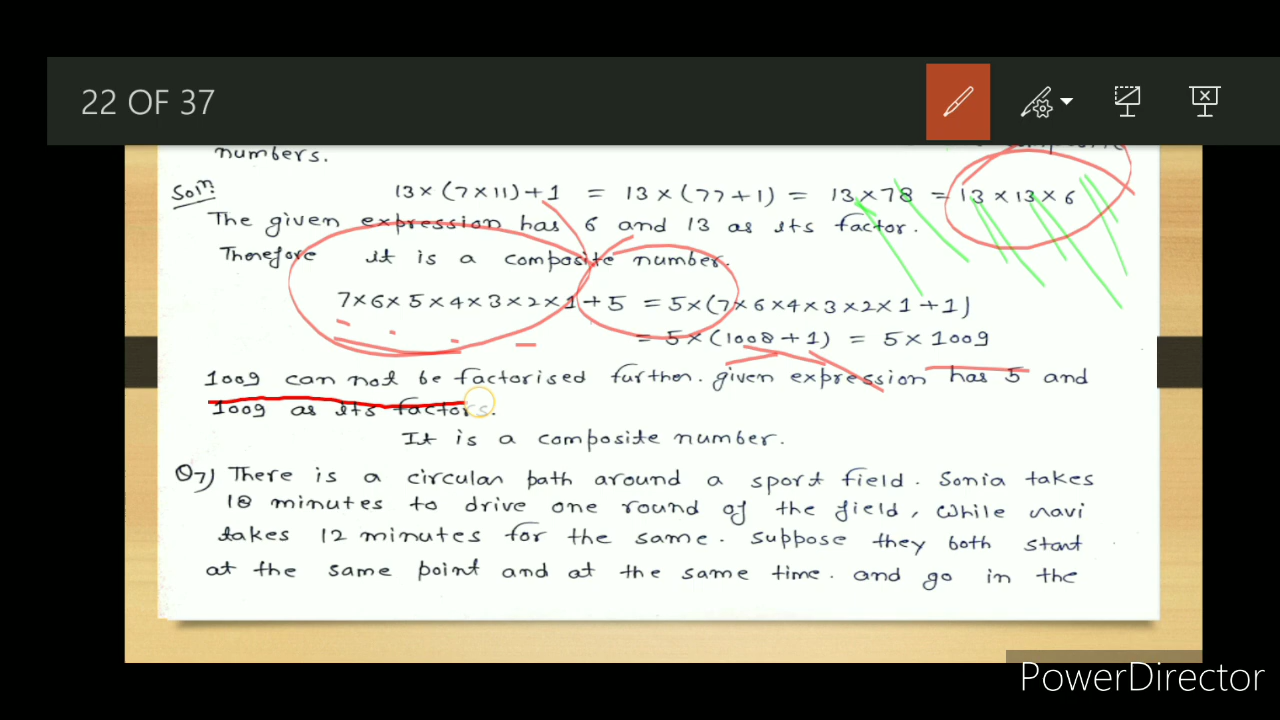 22 OF 37
numbers.
Soln 13 × (7 × 11) + 1 = 13 × (77 + 1) = 13 × 78 = 13 × 13 × 6
The given expression has 6 and 13 as its factor.
Therefore it is a composite number.
7 × 6 × 5 × 4 × 3 × 2 × 1 + 5 = 5 × (7 × 6 × 4 × 3 × 2 × 1 + 1)
= 5 × (1008 + 1) = 5 × 1009
1009 can not be factorised further. given expression has 5 and
1009 as its factors.
It is a composite number.
Q7) There is a circular path around a sport field. Sonia takes
18 minutes to drive one round of the field, while navi
takes 12 minutes for the same. Suppose they both start
at the same point and at the same time. and go in the
PowerDirector